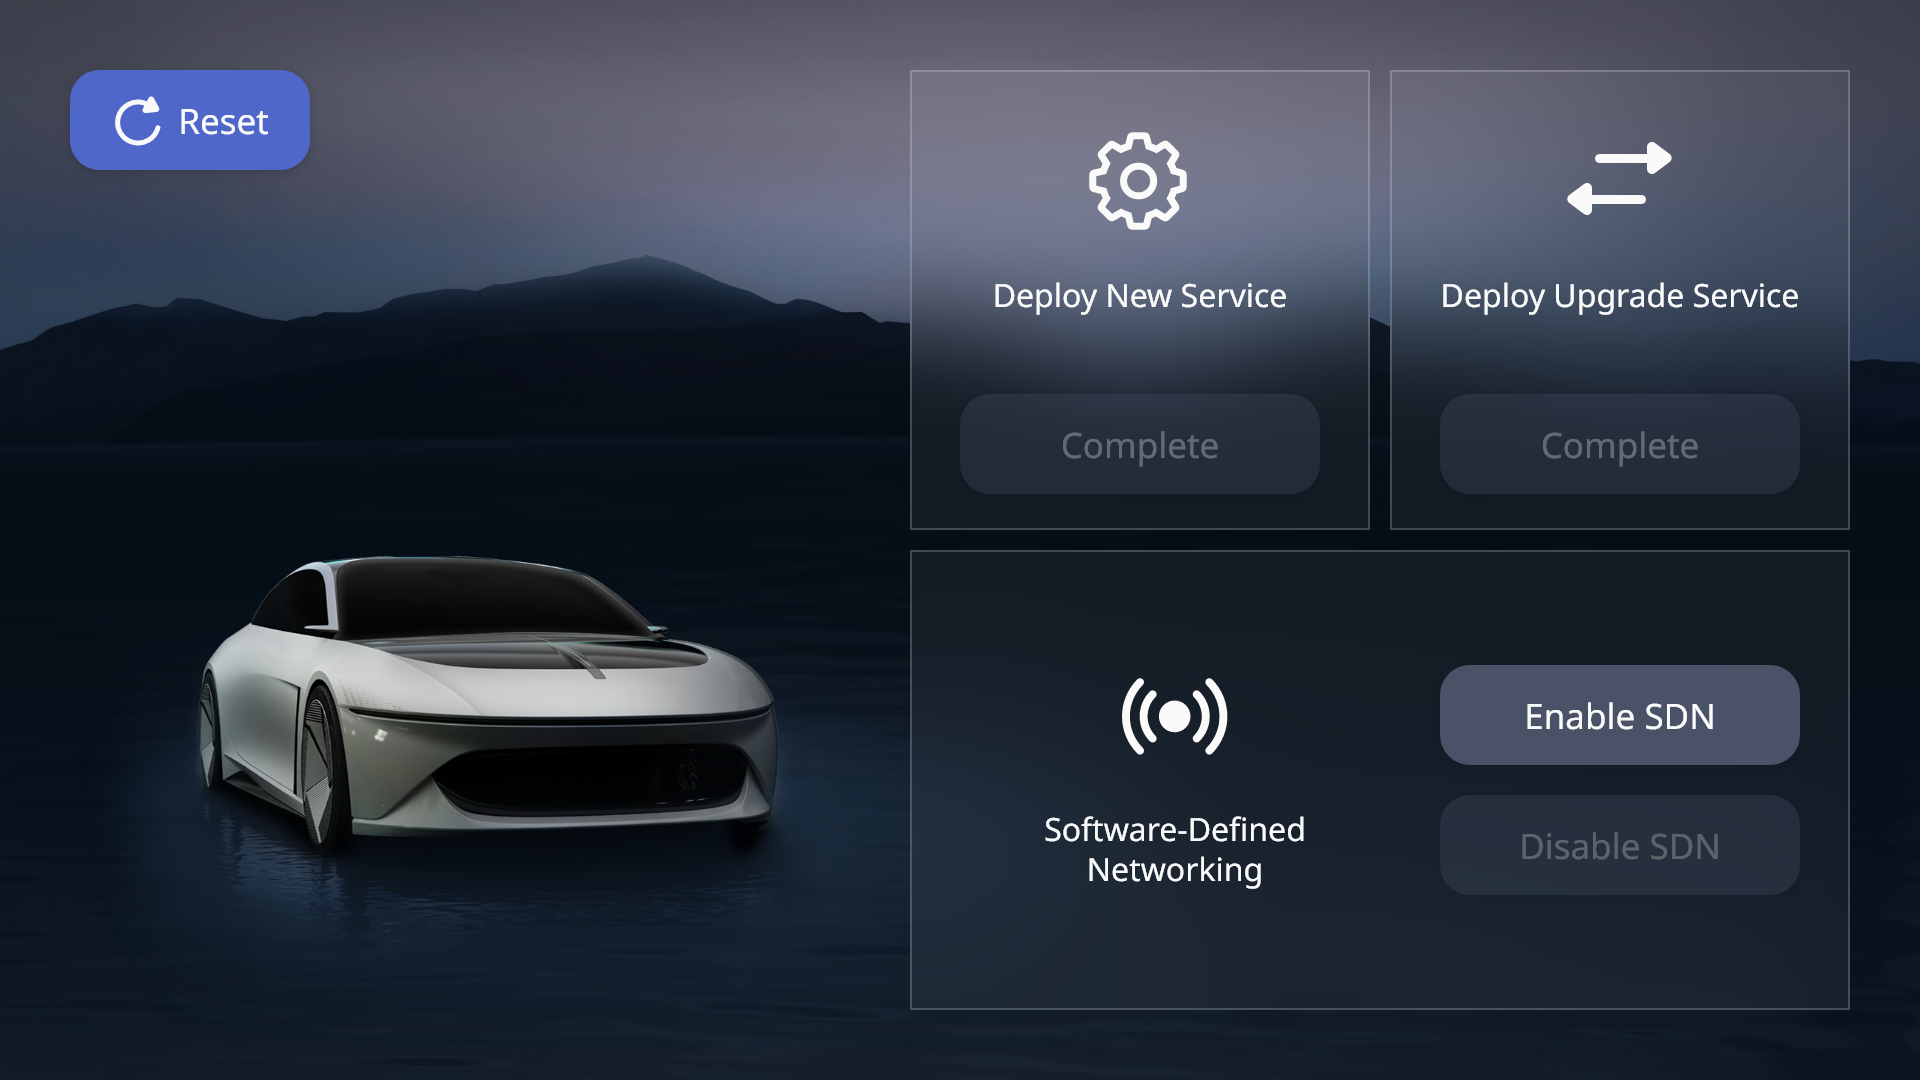 Reset
Deploy New Service
Complete
Deploy Upgrade Service
Complete
Software-Defined
Networking
Enable SDN
Disable SDN